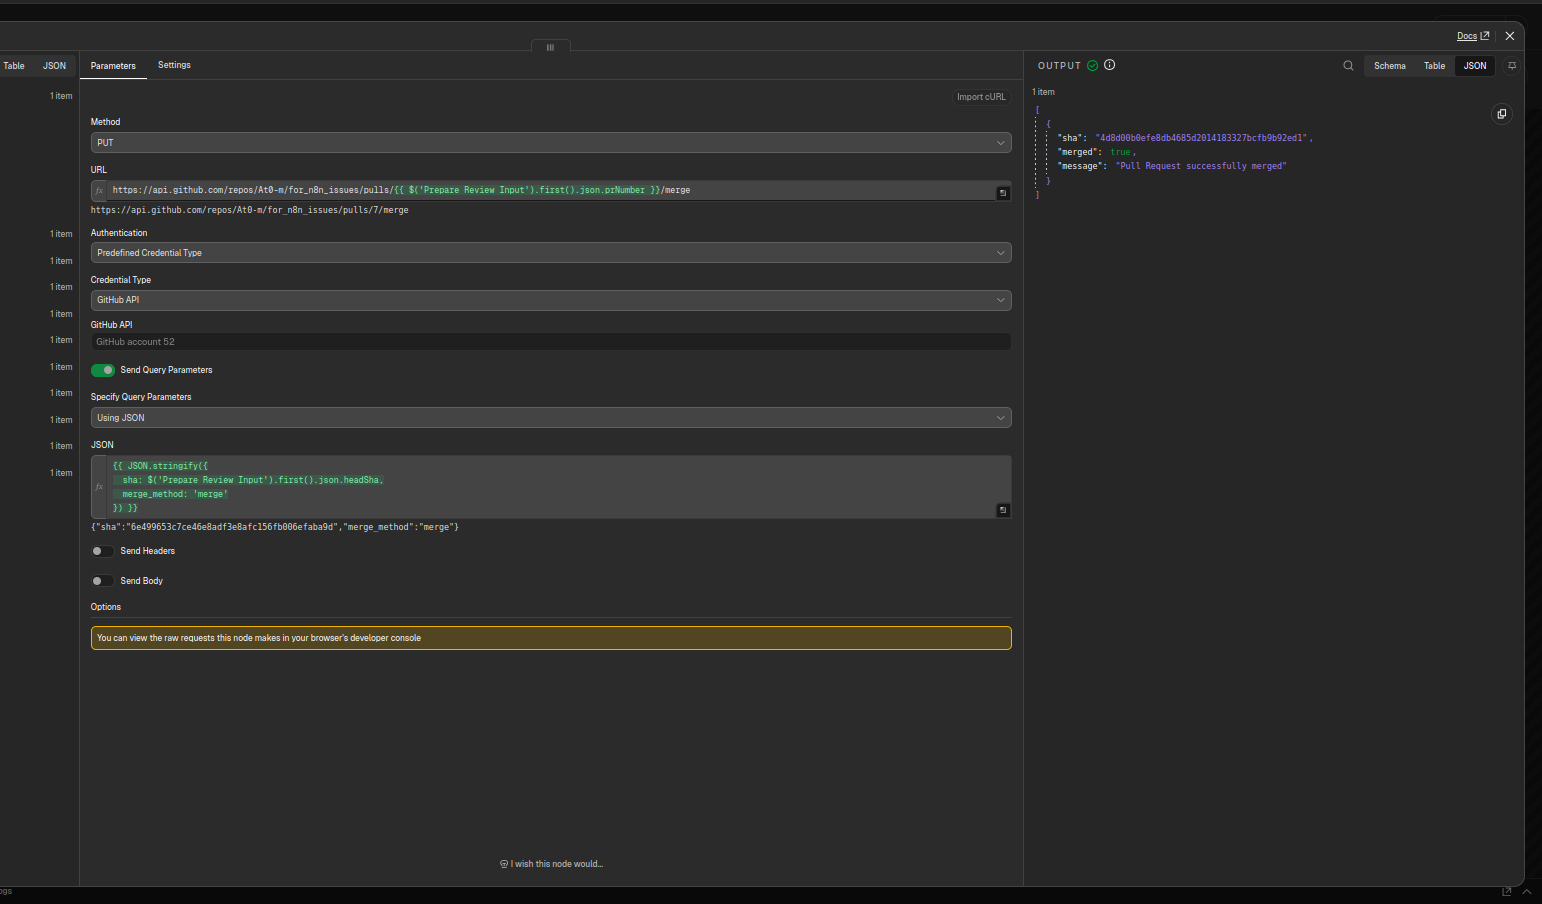 Docs
Table JSON
Parameters Settings
OUTPUT
Schema Table JSON
1 item
Import cURL
1 item
[
{
"sha": "4d8d00b0efe8db4685d2014183327bcfb9b92ed1",
"merged": true,
"message": "Pull Request successfully merged"
}
]
Method
PUT
URL
fx https://api.github.com/repos/At0-m/for_n8n_issues/pulls/{{ $('Prepare Review Input').first().json.prNumber }}/merge
https://api.github.com/repos/At0-m/for_n8n_issues/pulls/7/merge
Authentication
1 item
Predefined Credential Type
1 item
Credential Type
1 item
GitHub API
1 item
GitHub API
1 item
GitHub account 52
1 item
Send Query Parameters
1 item
Specify Query Parameters
1 item
Using JSON
1 item
JSON
1 item
fx
{{ JSON.stringify({
sha: $('Prepare Review Input').first().json.headSha,
merge_method: 'merge'
}) }}
{"sha":"6e499653c7ce46e8adf3e8afc156fb006efaba9d","merge_method":"merge"}
Send Headers
Send Body
Options
You can view the raw requests this node makes in your browser's developer console
I wish this node would...
ogs